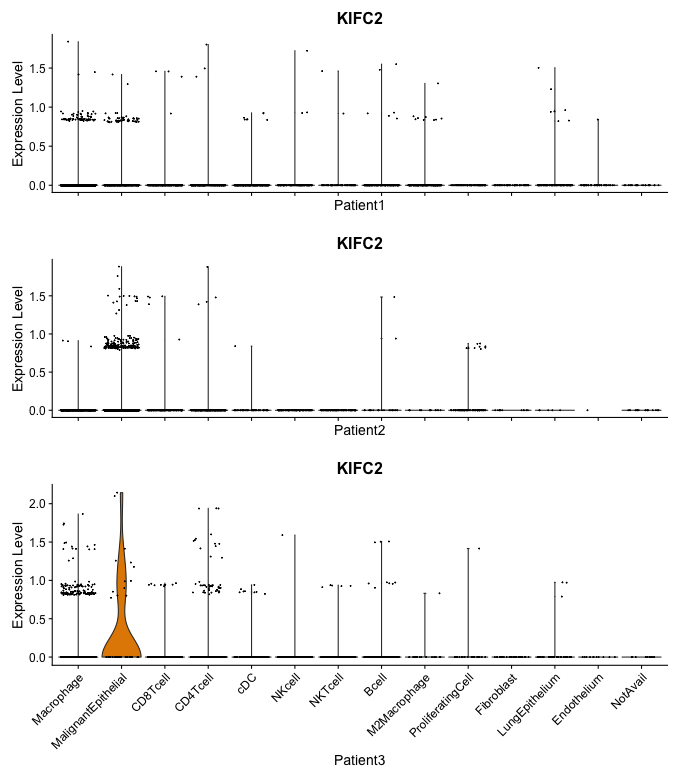 KIFC2
Expression Level
1.5
1.0
0.5
0.0
Patient1
KIFC2
Expression Level
1.5
1.0
0.5
0.0
Patient2
KIFC2
Expression Level
2.0
1.5
1.0
0.5
0.0
Macrophage
MalignantEpithelial
CD8Tcell
CD4Tcell
cDC
NKcell
NKTcell
Bcell
M2Macrophage
ProliferatingCell
Fibroblast
LungEpithelium
Endothelium
NotAvail
Patient3